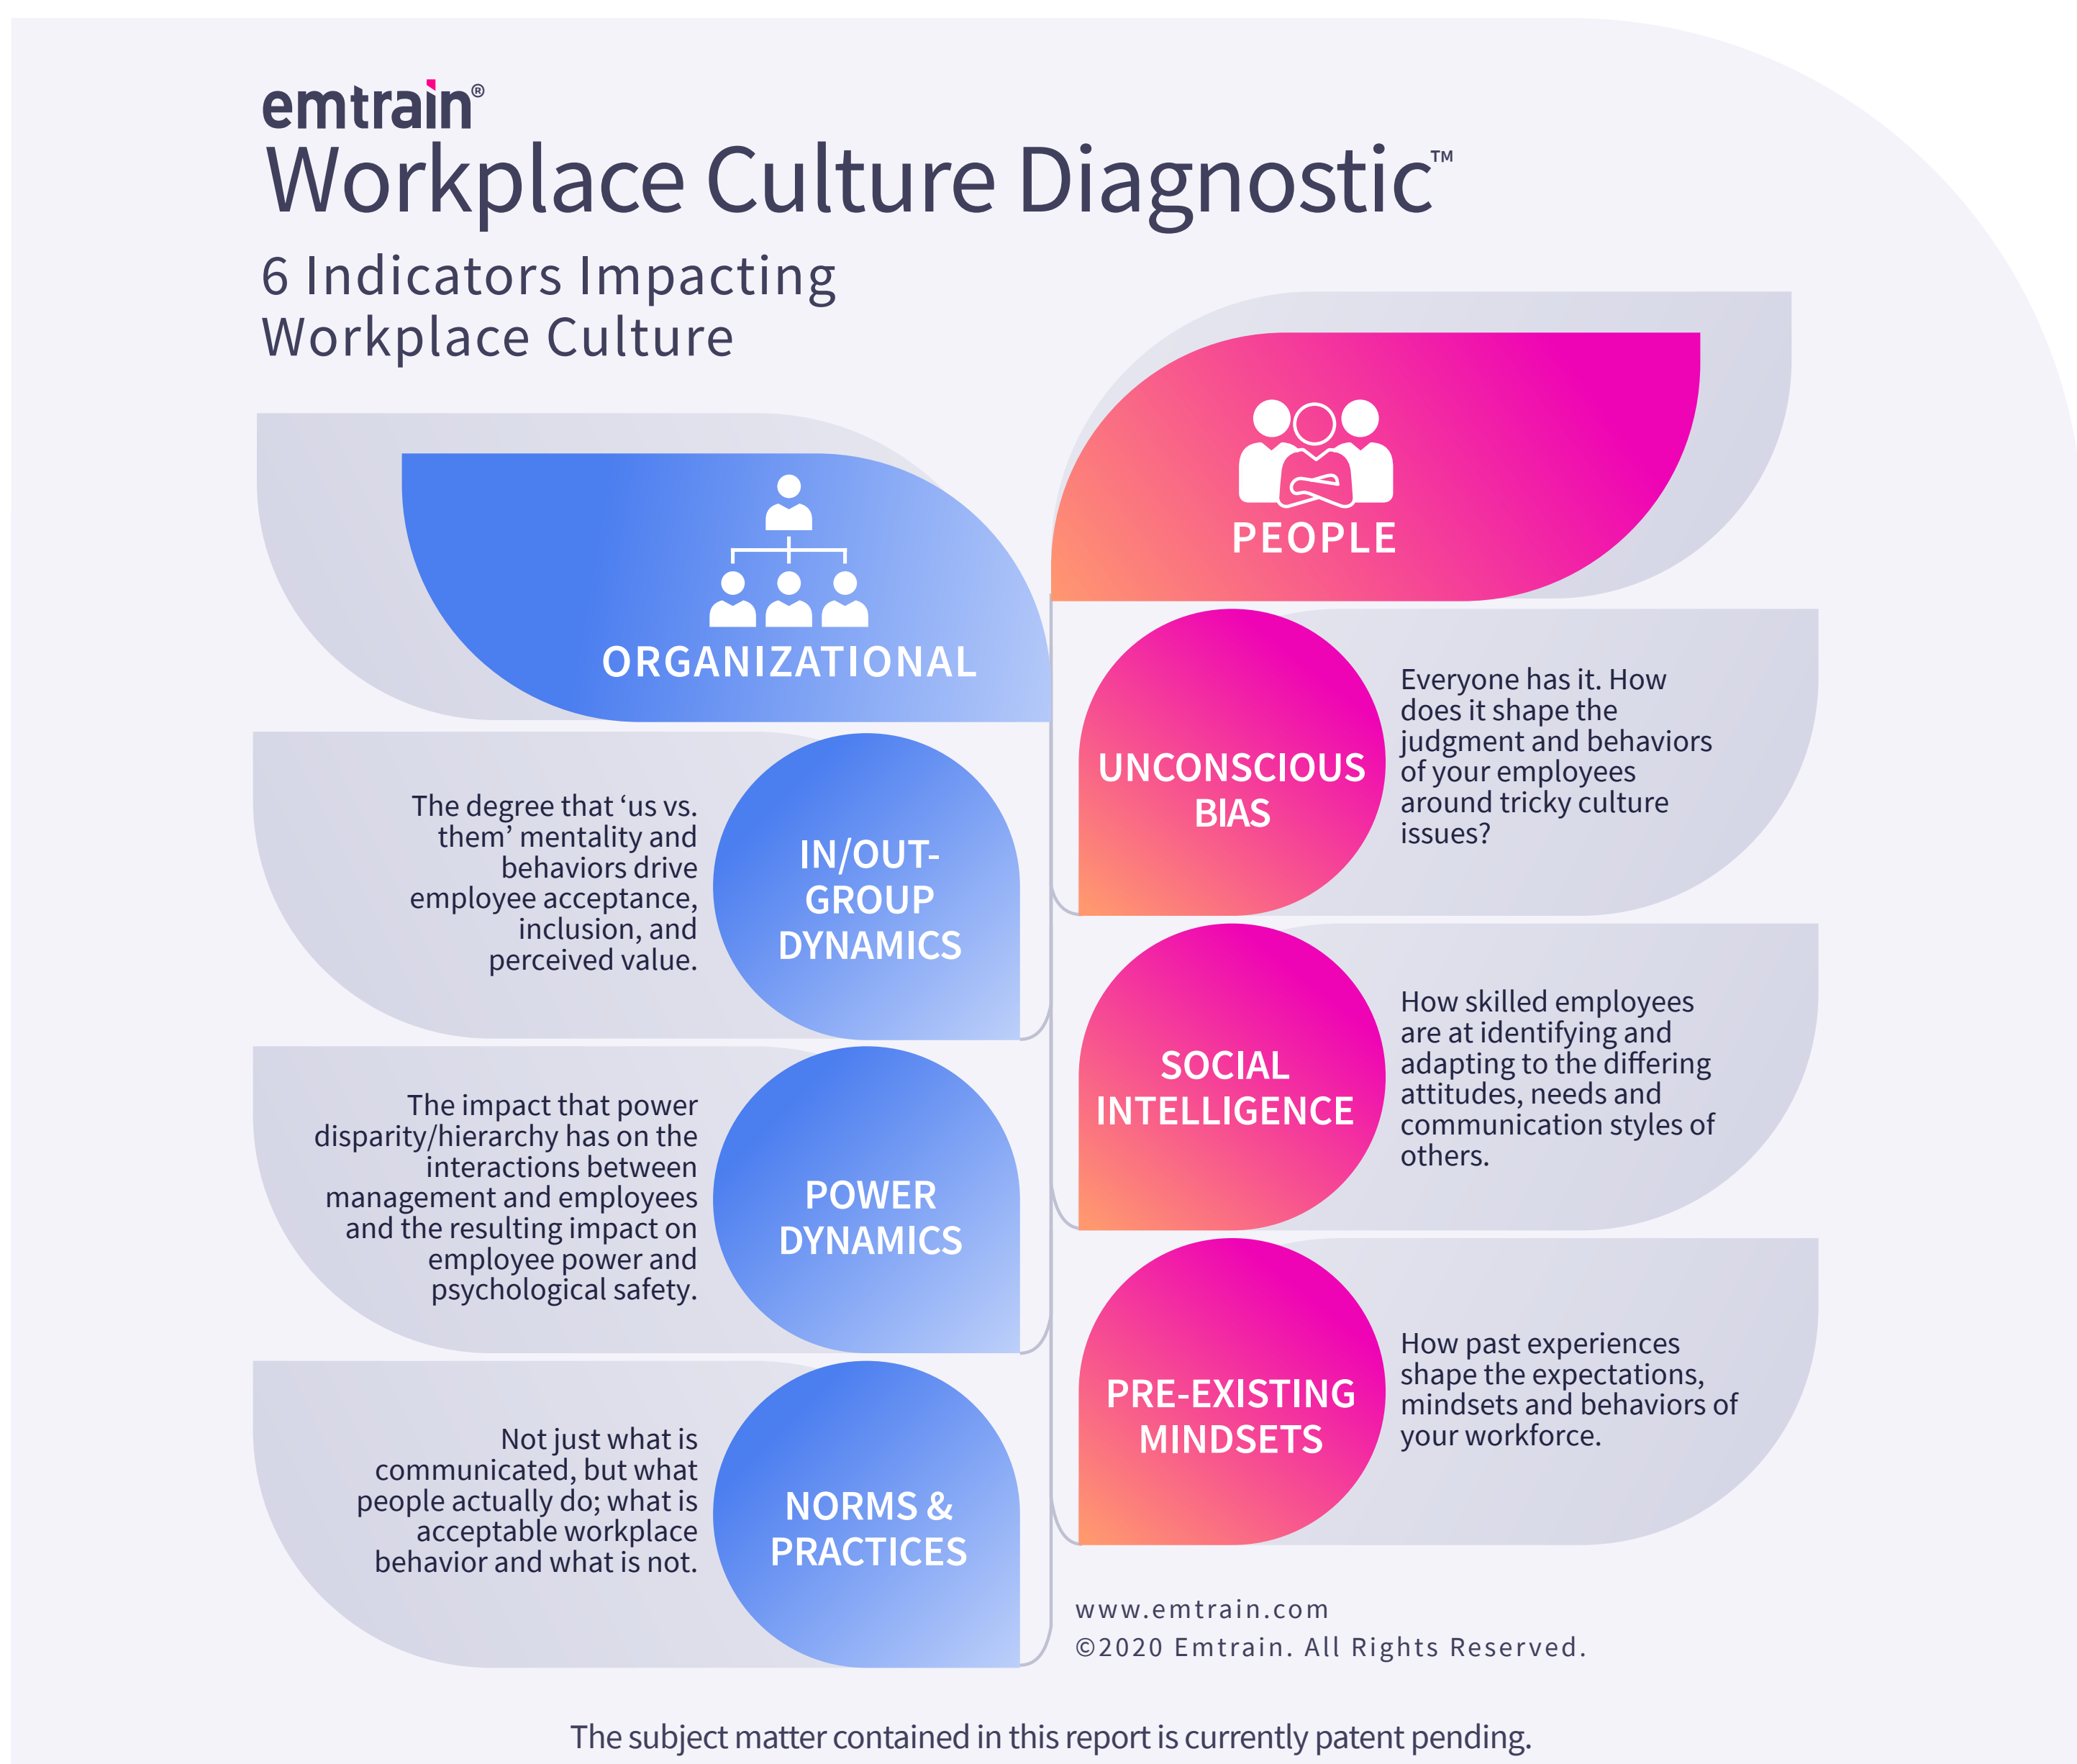 emtrain®
Workplace Culture Diagnostic™
6 Indicators Impacting
Workplace Culture
ORGANIZATIONAL
The degree that ‘us vs.
them’ mentality and
behaviors drive
employee acceptance,
inclusion, and
perceived value.
IN/OUT-
GROUP
DYNAMICS
The impact that power
disparity/hierarchy has on the
interactions between
management and employees
and the resulting impact on
employee power and
psychological safety.
POWER
DYNAMICS
Not just what is
communicated, but what
people actually do; what is
acceptable workplace
behavior and what is not.
NORMS &
PRACTICES
PEOPLE
UNCONSCIOUS
BIAS
Everyone has it. How
does it shape the
judgment and behaviors
of your employees
around tricky culture
issues?
SOCIAL
INTELLIGENCE
How skilled employees
are at identifying and
adapting to the differing
attitudes, needs and
communication styles of
others.
PRE-EXISTING
MINDSETS
How past experiences
shape the expectations,
mindsets and behaviors of
your workforce.
www.emtrain.com
©2020 Emtrain. All Rights Reserved.
The subject matter contained in this report is currently patent pending.